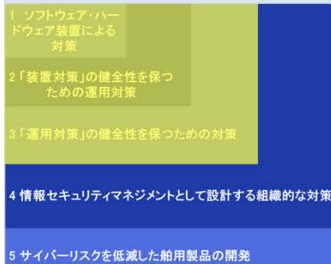 1 ソフトウェア・ハー
ドウェア装置による
対策
2「装置対策」の健全性を保つ
ための運用対策
3「運用対策」の健全性を保つための対策
4 情報セキュリティマネジメントとして設計する組織的な対策
5 サイバーリスクを低減した舶用製品の開発